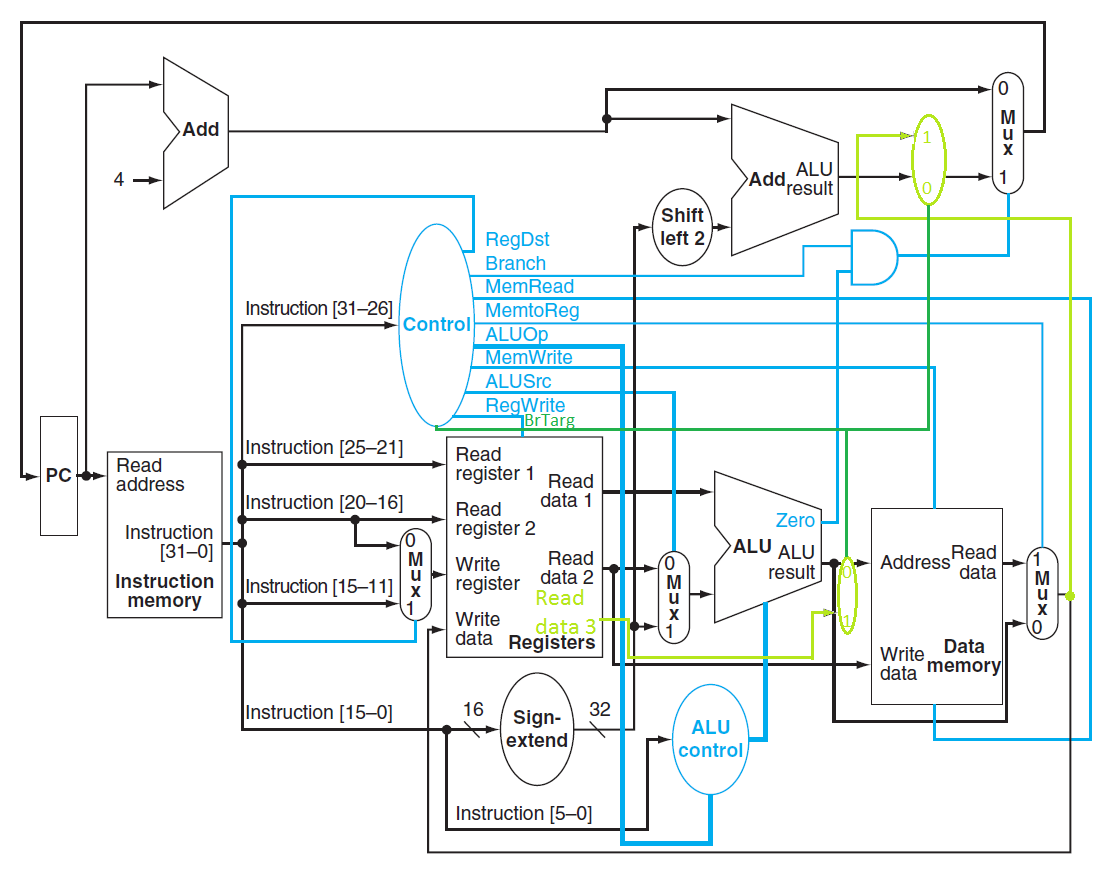 Add
4
Add
ALU
result
Shift
left 2
1
0
0
M
u
x
1
RegDst
Branch
MemRead
MemtoReg
ALUOp
MemWrite
ALUSrc
RegWrite
BrTarg
Control
Instruction [31–26]
Instruction [25–21]
Instruction [20–16]
Instruction [15–11]
Instruction [15–0]
Instruction [5–0]
PC
Read
address
Instruction
[31–0]
Instruction
memory
0
M
u
x
1
Read
register 1
Read
register 2
Write
register
Write
data
Read
data 1
Read
data 2
Read
data 3
Registers
0
M
u
x
1
Zero
ALU
ALU
result
0
1
Address
Read
data
Write
data
Data
memory
1
M
u
x
0
16
Sign-
extend
32
ALU
control